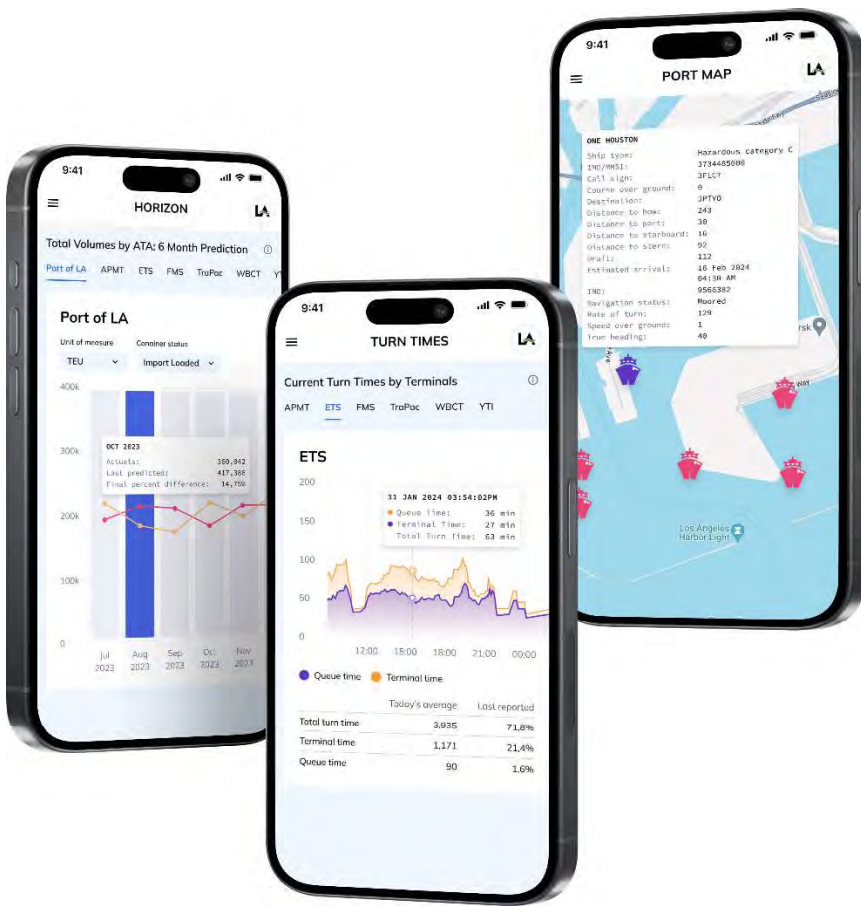 9:41
HORIZON
LA
Total Volumes by ATA: 6 Month Prediction
Port of LA APMT ETS FMS TraPac WBCT YT
Port of LA
Unit of measure Conainer status
TEU Import Loaded
400k
OCT 2023
300k
Actuals: 360,042
Last predicted: 417,388
Final percent difference: 14,75%
200k
100k
0
Jul Aug Sep Oct Nov
2023 2023 2023 2023 2023
9:41
TURN TIMES
LA
Current Turn Times by Terminals
APMT ETS FMS TraPac WBCT YTI
ETS
200
31 JAN 2024 03:54:02PM
150
Queue Time: 36 min
Terminal Time: 27 min
Total Turn Time: 63 min
100
50
0
12:00 15:00 18:00 21:00 00:00
Queue time Terminal time
Today's average Last reported
Total turn time 3,935 71,8%
Terminal time 1,171 21,4%
Queue time 90 1.6%
9:41
PORT MAP
LA
ONE HOUSTON
Ship type: Hazardous category C
IMO/MMSI: 3734485000
Call sign: 3FLC7
Course over ground: 0
Destination: JPTYO
Distance to bow: 243
Distance to port: 30
Distance to starboard: 16
Distance to stern: 92
Draft: 112
Estimated arrival: 16 Feb 2024
04:30 AM
IMO: 9566382
Navigation status: Moored
Rate of turn: 129
Speed over ground: 1
True heading: 40
rsk
Way
Los Angeles
Harbor Light